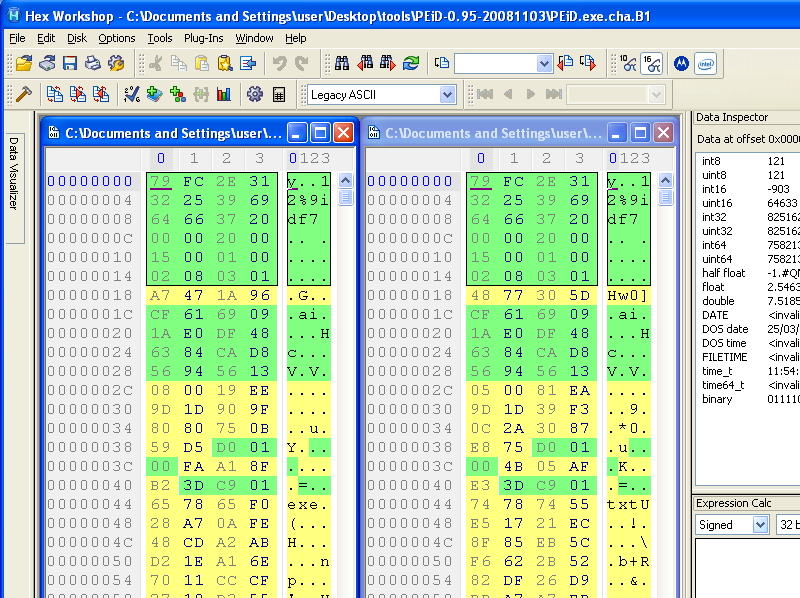 Hex Workshop - C:\Documents and Settings\user\Desktop\tools\PEiD-0.95-20081103\PEiD.exe.cha.B1
File Edit Disk Options Tools Plug-Ins Window Help
10 16 intel
Legacy ASCII
Data Visualizer
C:\Documents and Settings\user\...
0 1 2 3 0123
00000000 79 FC 2E 31 y..1
00000004 32 25 39 69 2%9i
00000008 64 66 37 20 df7
0000000C 00 00 20 00 .. .
00000010 15 00 01 00 ....
00000014 02 08 03 01 ....
00000018 A7 47 1A 96 .G..
0000001C CF 61 69 09 .ai.
00000020 1A E0 DF 48 ...H
00000024 63 84 CA D8 c...
00000028 56 94 56 13 V.V.
0000002C 08 00 19 EE ....
00000030 9D 1D 90 9F ....
00000034 80 80 75 0B ..u.
00000038 59 D5 D0 01 Y...
0000003C 00 FA A1 8F ....
00000040 B2 3D C9 01 .=..
00000044 65 78 65 F0 exe.
00000048 28 A7 0A FE (...
0000004C 48 CD A2 AB H...
00000050 D2 1E A1 6E ...n
00000054 70 11 CC CF p...
C:\Documents and Settings\user\...
0 1 2 3 0123
00000000 79 FC 2E 31 y..1
00000004 32 25 39 69 2%9i
00000008 64 66 37 20 df7
0000000C 00 00 20 00 .. .
00000010 15 00 01 00 ....
00000014 02 08 03 01 ....
00000018 48 77 30 5D Hw0]
0000001C CF 61 69 09 .ai.
00000020 1A E0 DF 48 ...H
00000024 63 84 CA D8 c...
00000028 56 94 56 13 V.V.
0000002C 05 00 81 EA ....
00000030 9D 1D 39 F3 ..9.
00000034 0C 2A 30 87 .*0.
00000038 E8 75 D0 01 .u..
0000003C 00 4B 05 AF .K..
00000040 E3 3D C9 01 .=..
00000044 74 78 74 55 txtU
00000048 E5 17 21 EC ..!.
0000004C 8F 85 EB 5C ...\
00000050 F6 62 2B 52 .b+R
00000054 82 DF 26 D9 ..&.
Data Inspector
Data at offset 0x000
int8 121
uint8 121
int16 -903
uint16 64633
int32 825162
uint32 825162
int64 758213
uint64 758213
half float -1.#QN
float 2.5463
double 7.5185
DATE <invali
DOS date 25/03/
DOS time <invali
FILETIME <invali
time_t 11:54:
time64_t <invali
binary 011110
Expression Calc
Signed 32 b